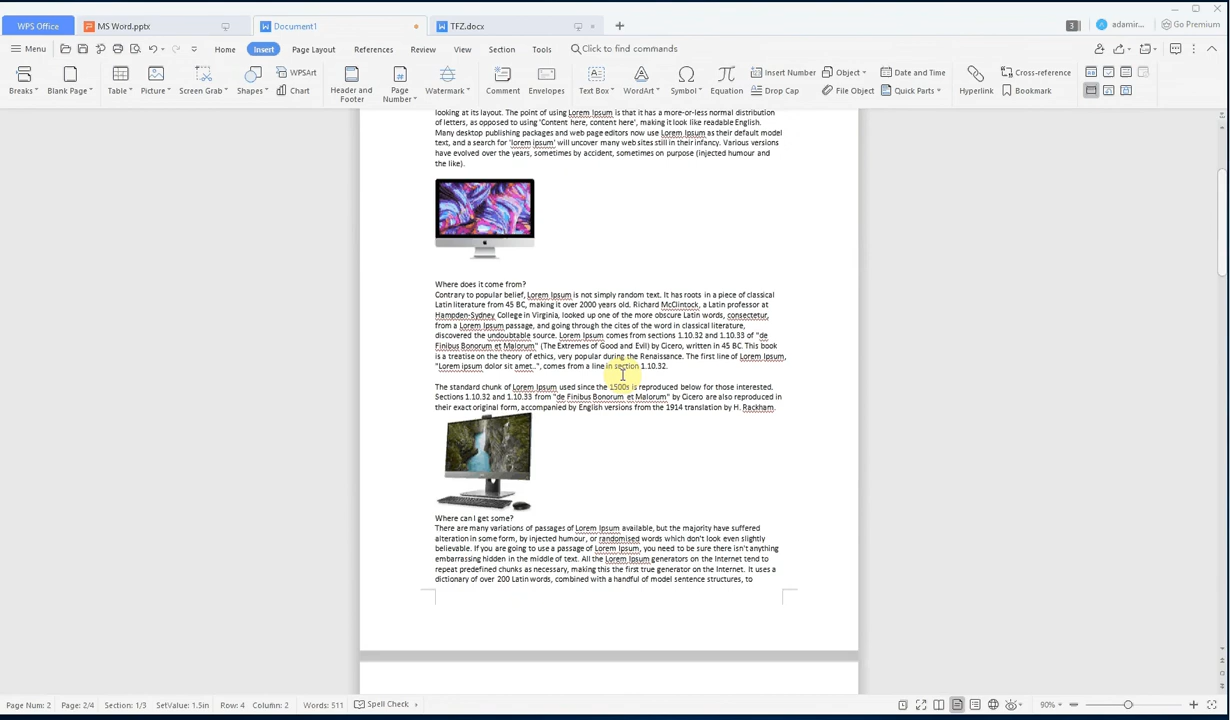 WPS Office
MS Word.pptx
Document1
TFZ.docx
3
adamir...
Go Premium
Menu
Home
Insert
Page Layout
References
Review
View
Section
Tools
Click to find commands
Breaks
Blank Page
Table
Picture
Screen Grab
Shapes
WPSArt
Chart
Header and
Footer
Page
Number
Watermark
Comment
Envelopes
Text Box
WordArt
Symbol
Equation
Insert Number
Drop Cap
Object
File Object
Date and Time
Quick Parts
Hyperlink
Cross-reference
Bookmark
looking at its layout. The point of using Lorem Ipsum is that it has a more-or-less normal distribution
of letters, as opposed to using 'Content here, content here', making it look like readable English.
Many desktop publishing packages and web page editors now use Lorem Ipsum as their default model
text, and a search for 'lorem ipsum' will uncover many web sites still in their infancy. Various versions
have evolved over the years, sometimes by accident, sometimes on purpose (injected humour and
the like).
Where does it come from?
Contrary to popular belief, Lorem Ipsum is not simply random text. It has roots in a piece of classical
Latin literature from 45 BC, making it over 2000 years old. Richard McClintock, a Latin professor at
Hampden-Sydney College in Virginia, looked up one of the more obscure Latin words, consectetur,
from a Lorem Ipsum passage, and going through the cites of the word in classical literature,
discovered the undoubtable source. Lorem Ipsum comes from sections 1.10.32 and 1.10.33 of "de
Finibus Bonorum et Malorum" (The Extremes of Good and Evil) by Cicero, written in 45 BC. This book
is a treatise on the theory of ethics, very popular during the Renaissance. The first line of Lorem Ipsum,
"Lorem ipsum dolor sit amet..", comes from a line in section 1.10.32.
The standard chunk of Lorem Ipsum used since the 1500s is reproduced below for those interested.
Sections 1.10.32 and 1.10.33 from "de Finibus Bonorum et Malorum" by Cicero are also reproduced in
their exact original form, accompanied by English versions from the 1914 translation by H. Rackham.
Where can I get some?
There are many variations of passages of Lorem Ipsum available, but the majority have suffered
alteration in some form, by injected humour, or randomised words which don't look even slightly
believable. If you are going to use a passage of Lorem Ipsum, you need to be sure there isn't anything
embarrassing hidden in the middle of text. All the Lorem Ipsum generators on the Internet tend to
repeat predefined chunks as necessary, making this the first true generator on the Internet. It uses a
dictionary of over 200 Latin words, combined with a handful of model sentence structures, to
Page Num: 2 Page: 2/4 Section: 1/3 SetValue: 1.5in Row: 4 Column: 2 Words: 511 Spell Check
90%